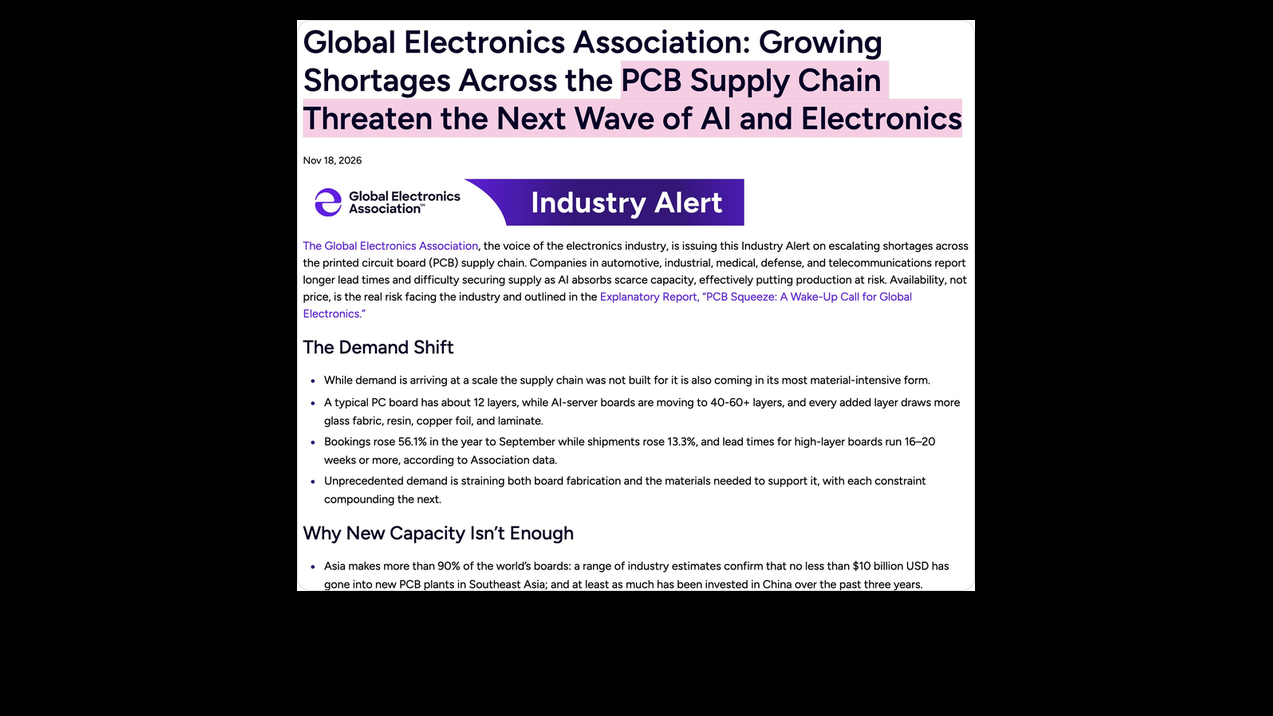 Global Electronics Association: Growing
Shortages Across the PCB Supply Chain
Threaten the Next Wave of AI and Electronics
Nov 18, 2026
Global Electronics
Association™
Industry Alert
The Global Electronics Association, the voice of the electronics industry, is issuing this Industry Alert on escalating shortages across
the printed circuit board (PCB) supply chain. Companies in automotive, industrial, medical, defense, and telecommunications report
longer lead times and difficulty securing supply as AI absorbs scarce capacity, effectively putting production at risk. Availability, not
price, is the real risk facing the industry and outlined in the Explanatory Report, “PCB Squeeze: A Wake-Up Call for Global
Electronics.”
The Demand Shift
• While demand is arriving at a scale the supply chain was not built for it is also coming in its most material-intensive form.
• A typical PC board has about 12 layers, while AI-server boards are moving to 40-60+ layers, and every added layer draws more
glass fabric, resin, copper foil, and laminate.
• Bookings rose 56.1% in the year to September while shipments rose 13.3%, and lead times for high-layer boards run 16–20
weeks or more, according to Association data.
• Unprecedented demand is straining both board fabrication and the materials needed to support it, with each constraint
compounding the next.
Why New Capacity Isn’t Enough
• Asia makes more than 90% of the world’s boards: a range of industry estimates confirm that no less than $10 billion USD has
gone into new PCB plants in Southeast Asia; and at least as much has been invested in China over the past three years.